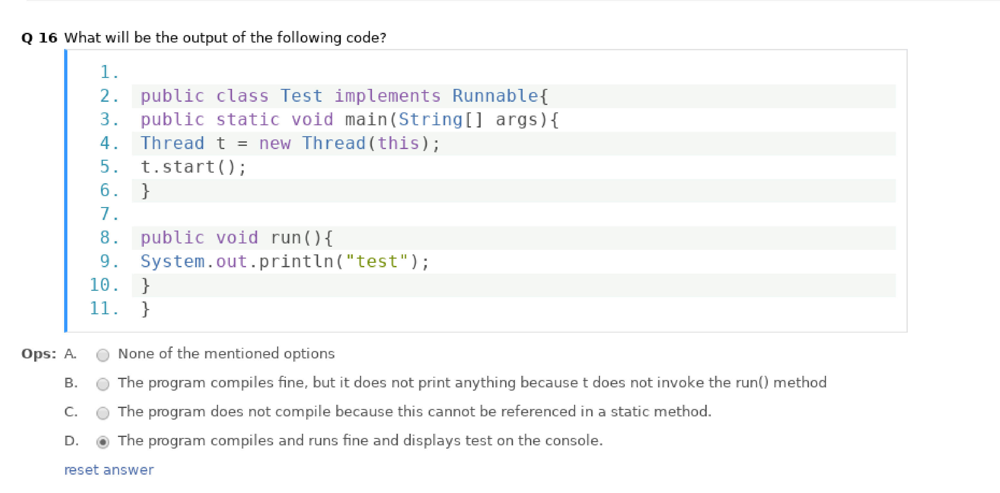 Q 16 What will be the output of the following code?
1.
2. public class Test implements Runnable{
3. public static void main(String[] args){
4. Thread t = new Thread(this);
5. t.start();
6. }
7.
8. public void run(){
9. System.out.println("test");
10. }
11. }
Ops: A. None of the mentioned options
B. The program compiles fine, but it does not print anything because t does not invoke the run() method
C. The program does not compile because this cannot be referenced in a static method.
D. The program compiles and runs fine and displays test on the console.
reset answer